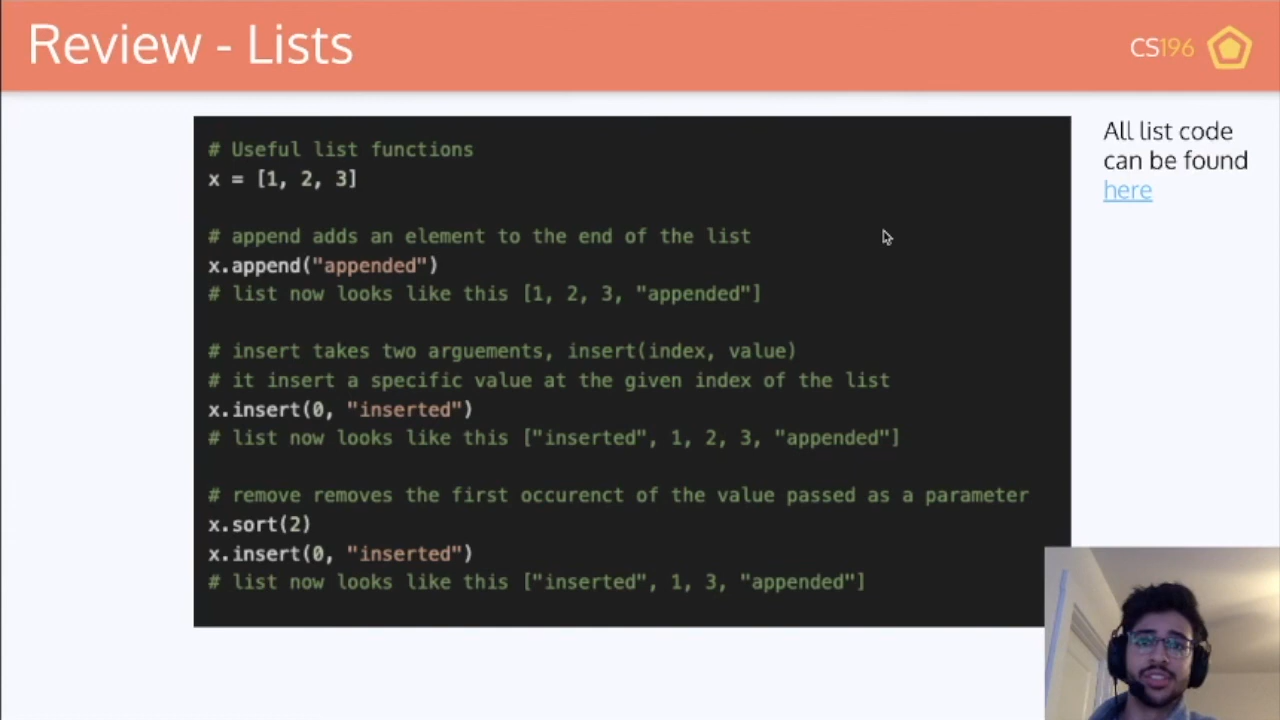 Review - Lists
CS196
# Useful list functions
x = [1, 2, 3]
# append adds an element to the end of the list
x.append("appended")
# list now looks like this [1, 2, 3, "appended"]
# insert takes two arguements, insert(index, value)
# it insert a specific value at the given index of the list
x.insert(0, "inserted")
# list now looks like this ["inserted", 1, 2, 3, "appended"]
# remove removes the first occurenct of the value passed as a parameter
x.sort(2)
x.insert(0, "inserted")
# list now looks like this ["inserted", 1, 3, "appended"]
All list code
can be found
here